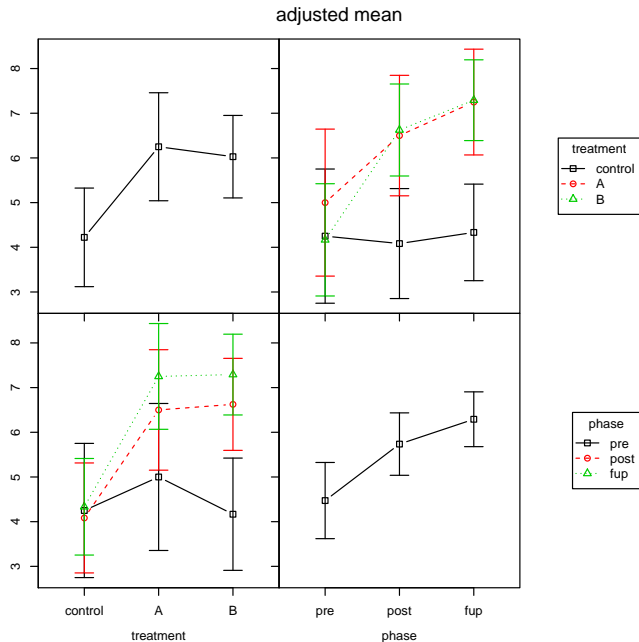 adjusted mean
8
7
6
5
4
3
treatment
control
A
B
8
7
6
5
4
3
phase
pre
post
fup
control A B
treatment
pre post fup
phase